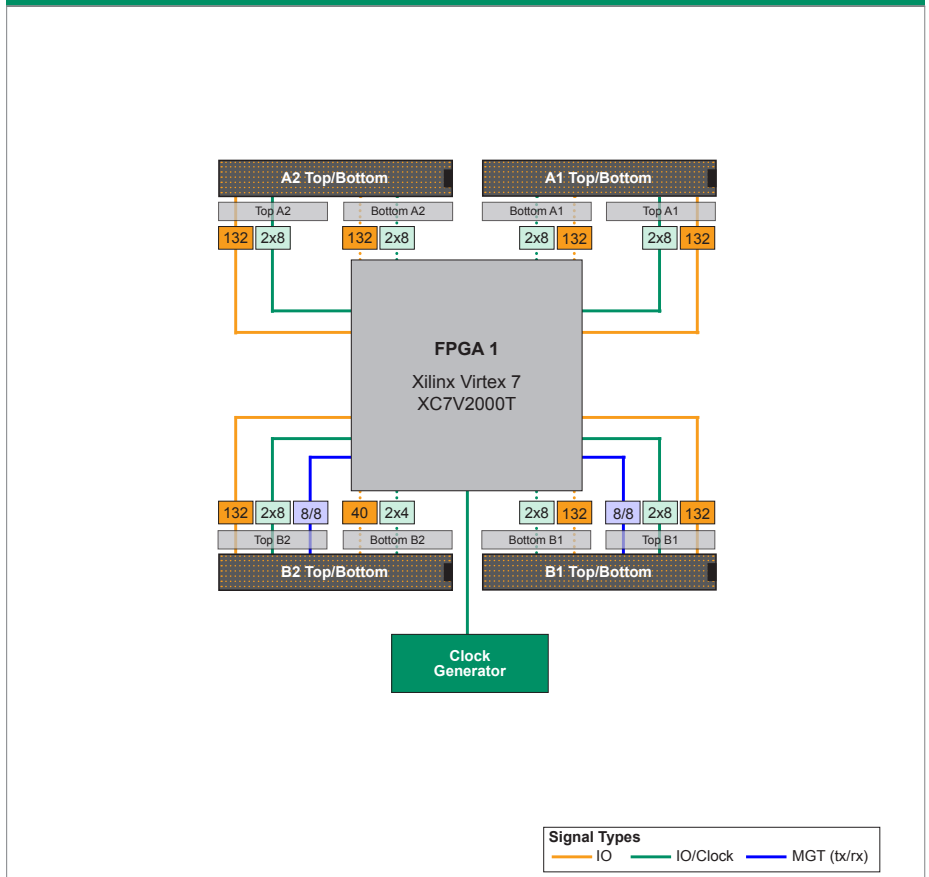 A2 Top/Bottom
A1 Top/Bottom
Top A2
Bottom A2
Bottom A1
Top A1
132 2x8
132 2x8
2x8 132
2x8 132
FPGA 1
Xilinx Virtex 7
XC7V2000T
132 2x8 8/8
40 2x4
2x8 132
8/8 2x8 132
Top B2
Bottom B2
Bottom B1
Top B1
B2 Top/Bottom
B1 Top/Bottom
Clock
Generator
Signal Types
IO
IO/Clock
MGT (tx/rx)